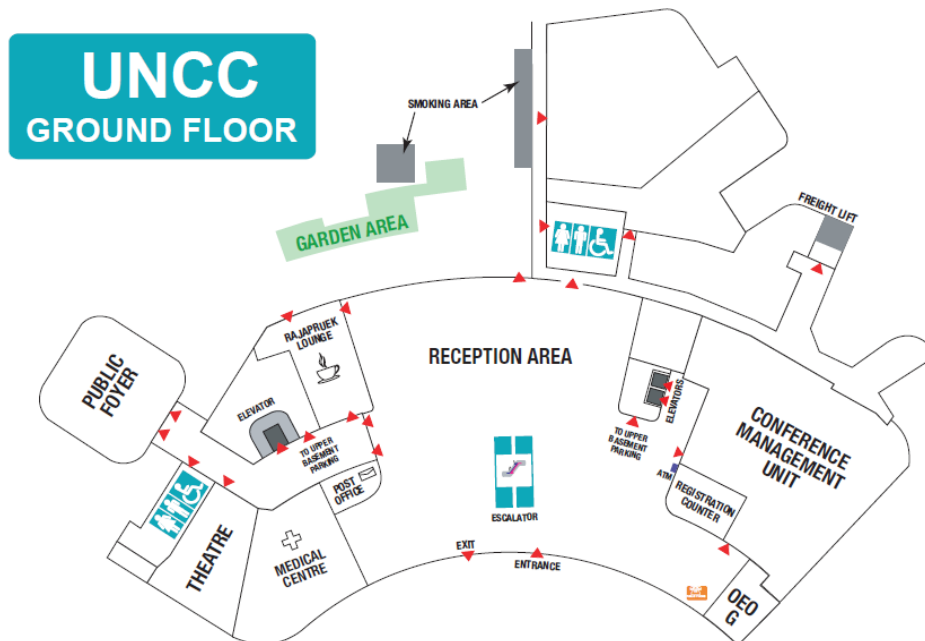 UNCC
GROUND FLOOR
SMOKING AREA
GARDEN AREA
FREIGHT LIFT
RAJAPRUEK
LOUNGE
RECEPTION AREA
PUBLIC
FOYER
ELEVATOR
ELEVATORS
TO UPPER
BASEMENT
PARKING
TO UPPER
BASEMENT
PARKING
CONFERENCE
MANAGEMENT
UNIT
POST
OFFICE
ATM
REGISTRATION
COUNTER
ESCALATOR
THEATRE
MEDICAL
CENTRE
EXIT
ENTRANCE
OEO
G